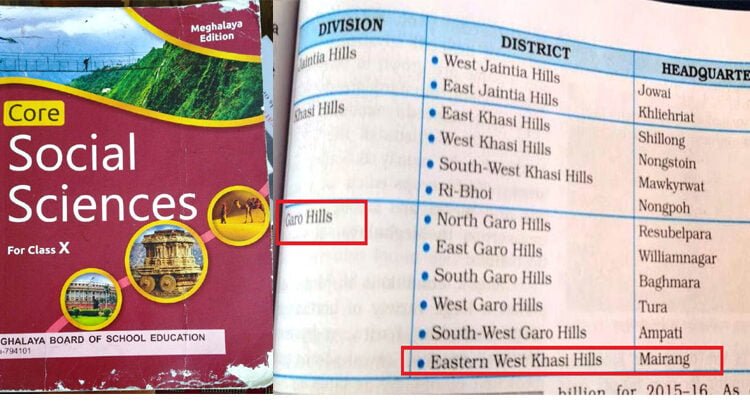 Meghalaya
Edition
Core
Social
Sciences
For Class X
GHALAYA BOARD OF SCHOOL EDUCATION
-794101
DIVISION DISTRICT HEADQUARTE
Jaintia Hills • West Jaintia Hills Jowai
• East Jaintia Hills Khliehriat
Khasi Hills • East Khasi Hills Shillong
• West Khasi Hills Nongstoin
• South-West Khasi Hills Mawkyrwat
• Ri-Bhoi Nongpoh
Garo Hills • North Garo Hills Resubelpara
• East Garo Hills Williamnagar
• South Garo Hills Baghmara
• West Garo Hills Tura
• South-West Garo Hills Ampati
• Eastern West Khasi Hills Mairang
billion for 2015-16. As